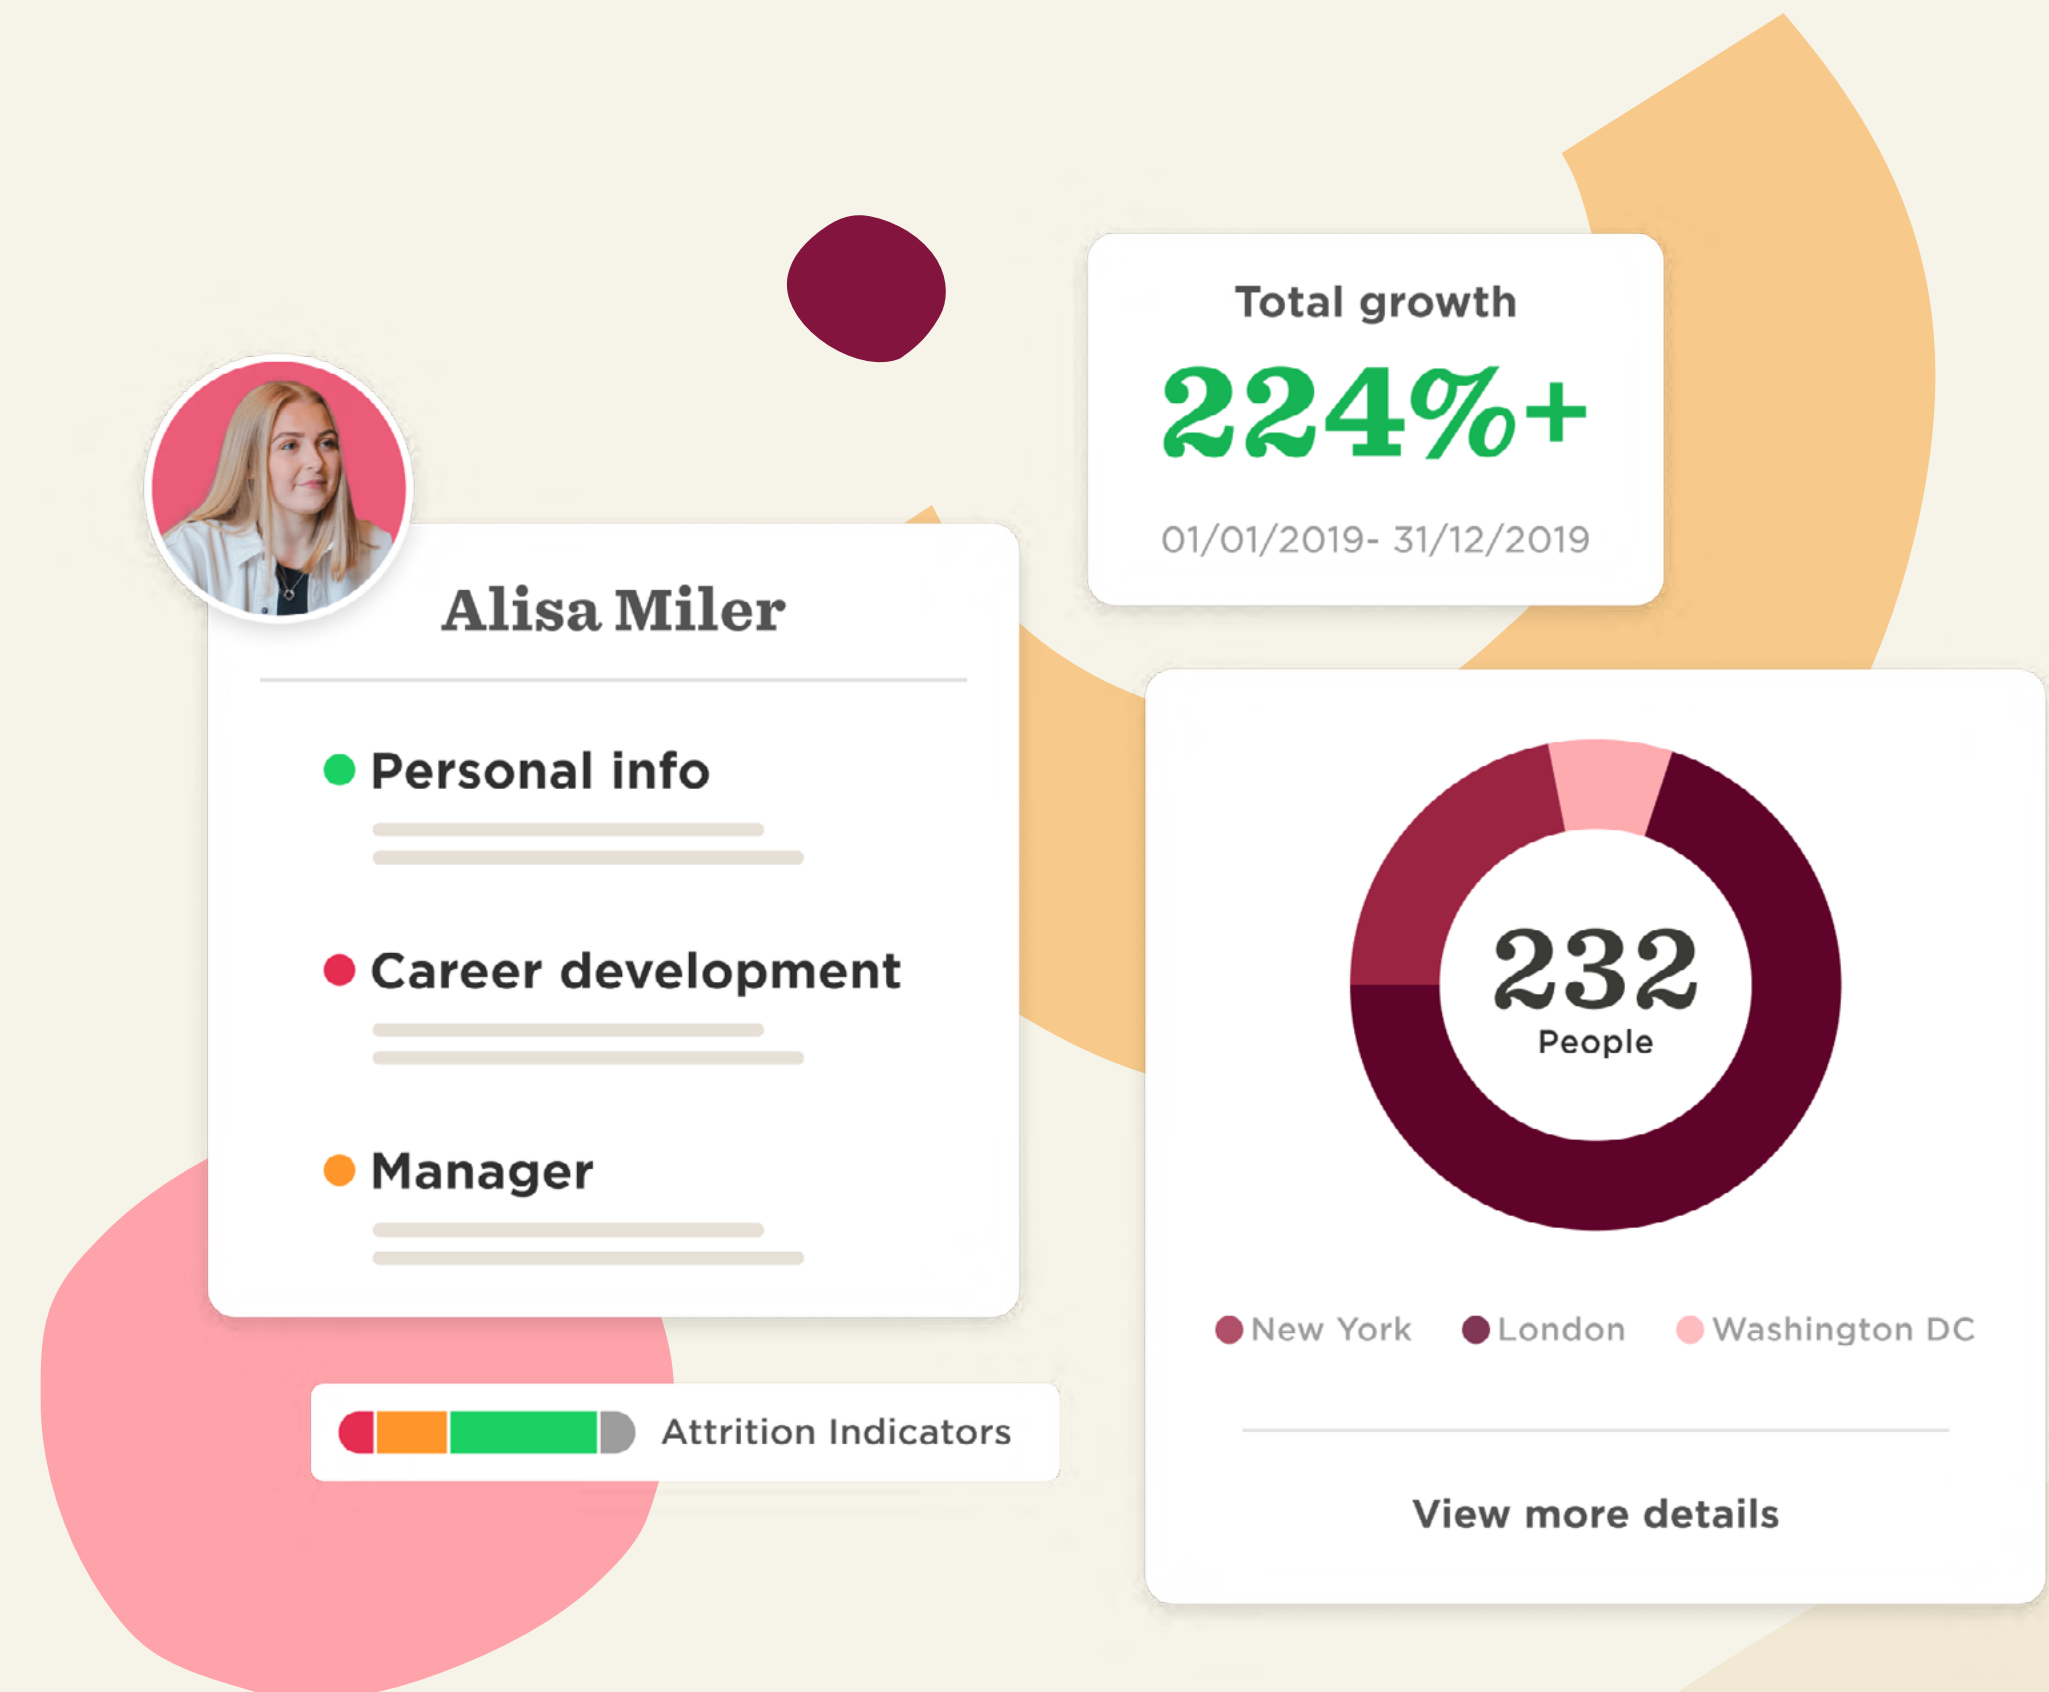 Total growth
224%+
01/01/2019- 31/12/2019
Alisa Miler
Personal info
Career development
Manager
Attrition Indicators
232
People
New York London Washington DC
View more details